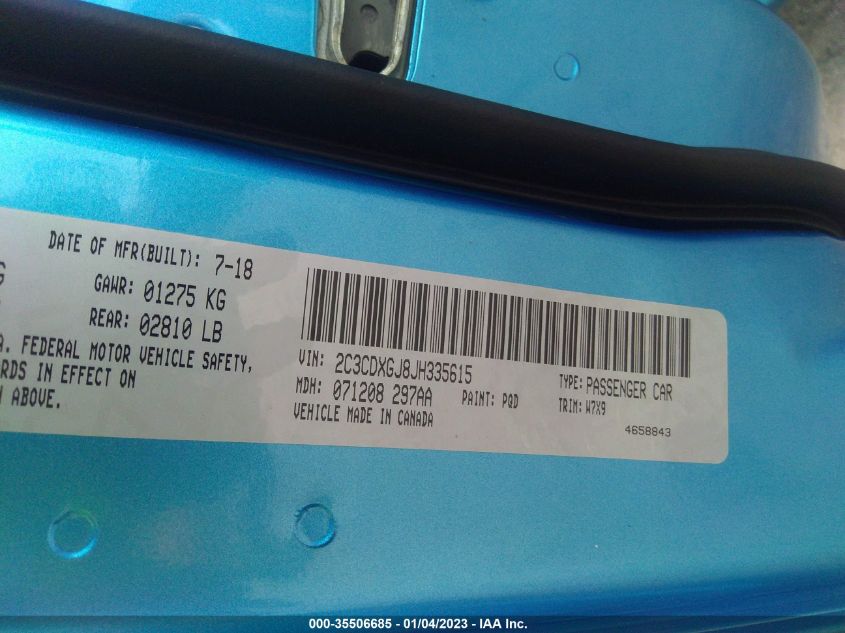 DATE OF MFR(BUILT): 7-18
GAWR: 01275 KG
REAR: 02810 LB
FEDERAL MOTOR VEHICLE SAFETY,
IN EFFECT ON
ABOVE.
VIN: 2C3CDXGJ8JH335615
TYPE: PASSENGER CAR
MDH: 071208 297AA
PAINT: PQD
TRIM: W7X9
VEHICLE MADE IN CANADA
4658843
000-35506685 - 01/04/2023 - IAA Inc.